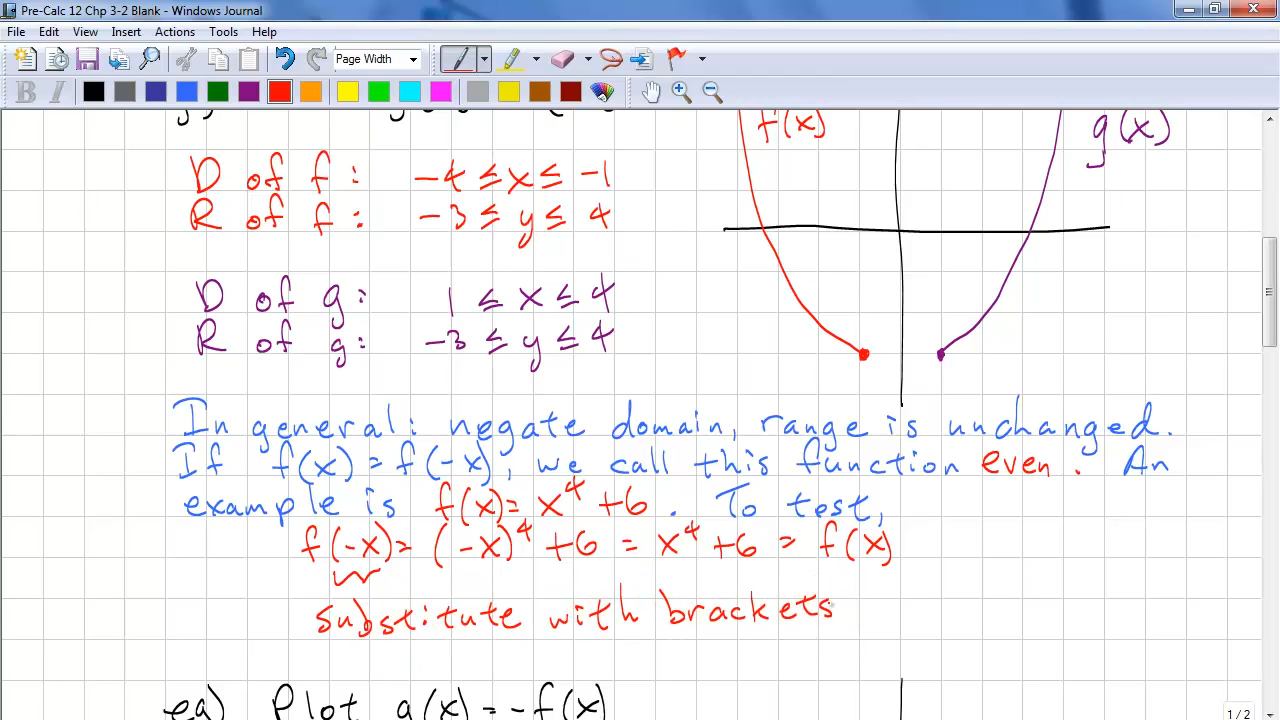 Pre-Calc 12 Chp 3-2 Blank - Windows Journal
File Edit View Insert Actions Tools Help
Page Width
B I
f(x)
g(x)
D of f: -4 ≤ x ≤ -1
R of f: -3 ≤ y ≤ 4
D of g: 1 ≤ x ≤ 4
R of g: -3 ≤ y ≤ 4
In general: negate domain, range is unchanged.
If f(x) = f(-x), we call this function even. An
example is f(x) = x⁴ + 6. To test,
f(-x) = (-x)⁴ + 6 = x⁴ + 6 = f(x)
substitute with brackets
eg) Plot g(x) = -f(x)
1 / 2